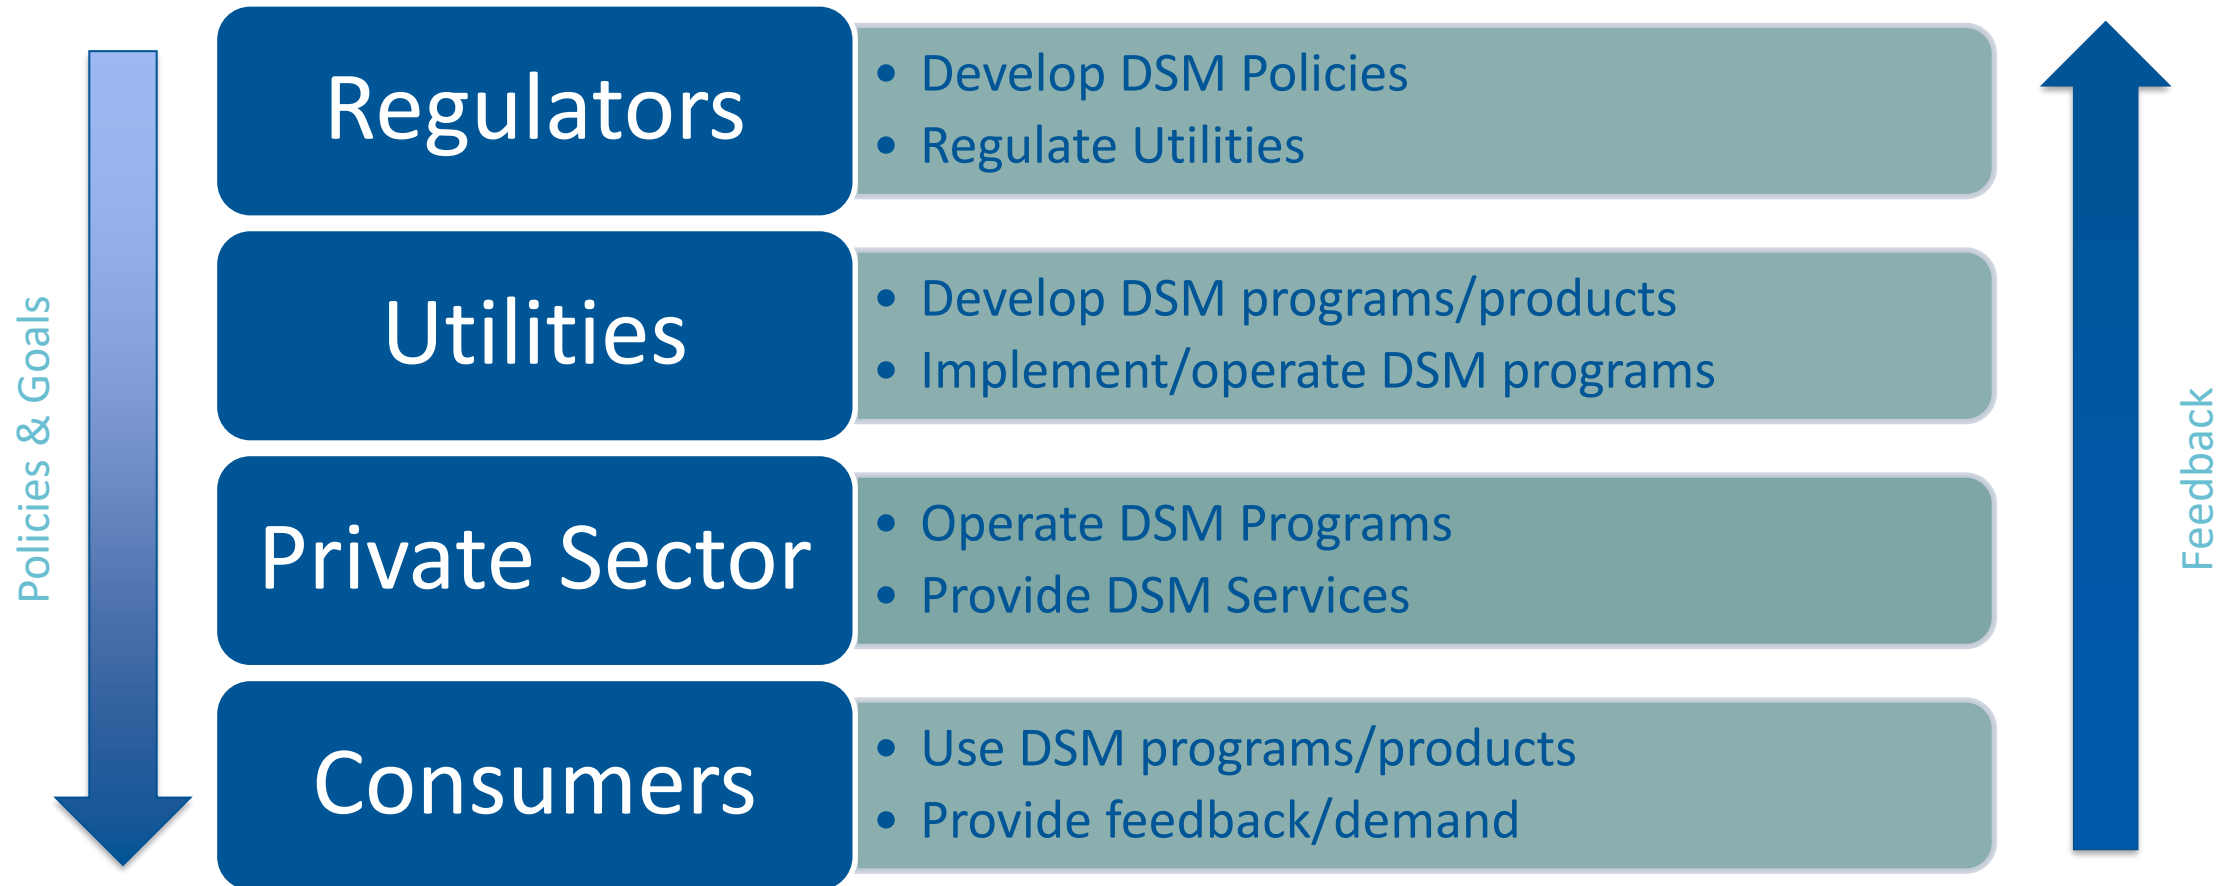 Policies & Goals
Regulators
• Develop DSM Policies
• Regulate Utilities
Utilities
• Develop DSM programs/products
• Implement/operate DSM programs
Private Sector
• Operate DSM Programs
• Provide DSM Services
Consumers
• Use DSM programs/products
• Provide feedback/demand
Feedback